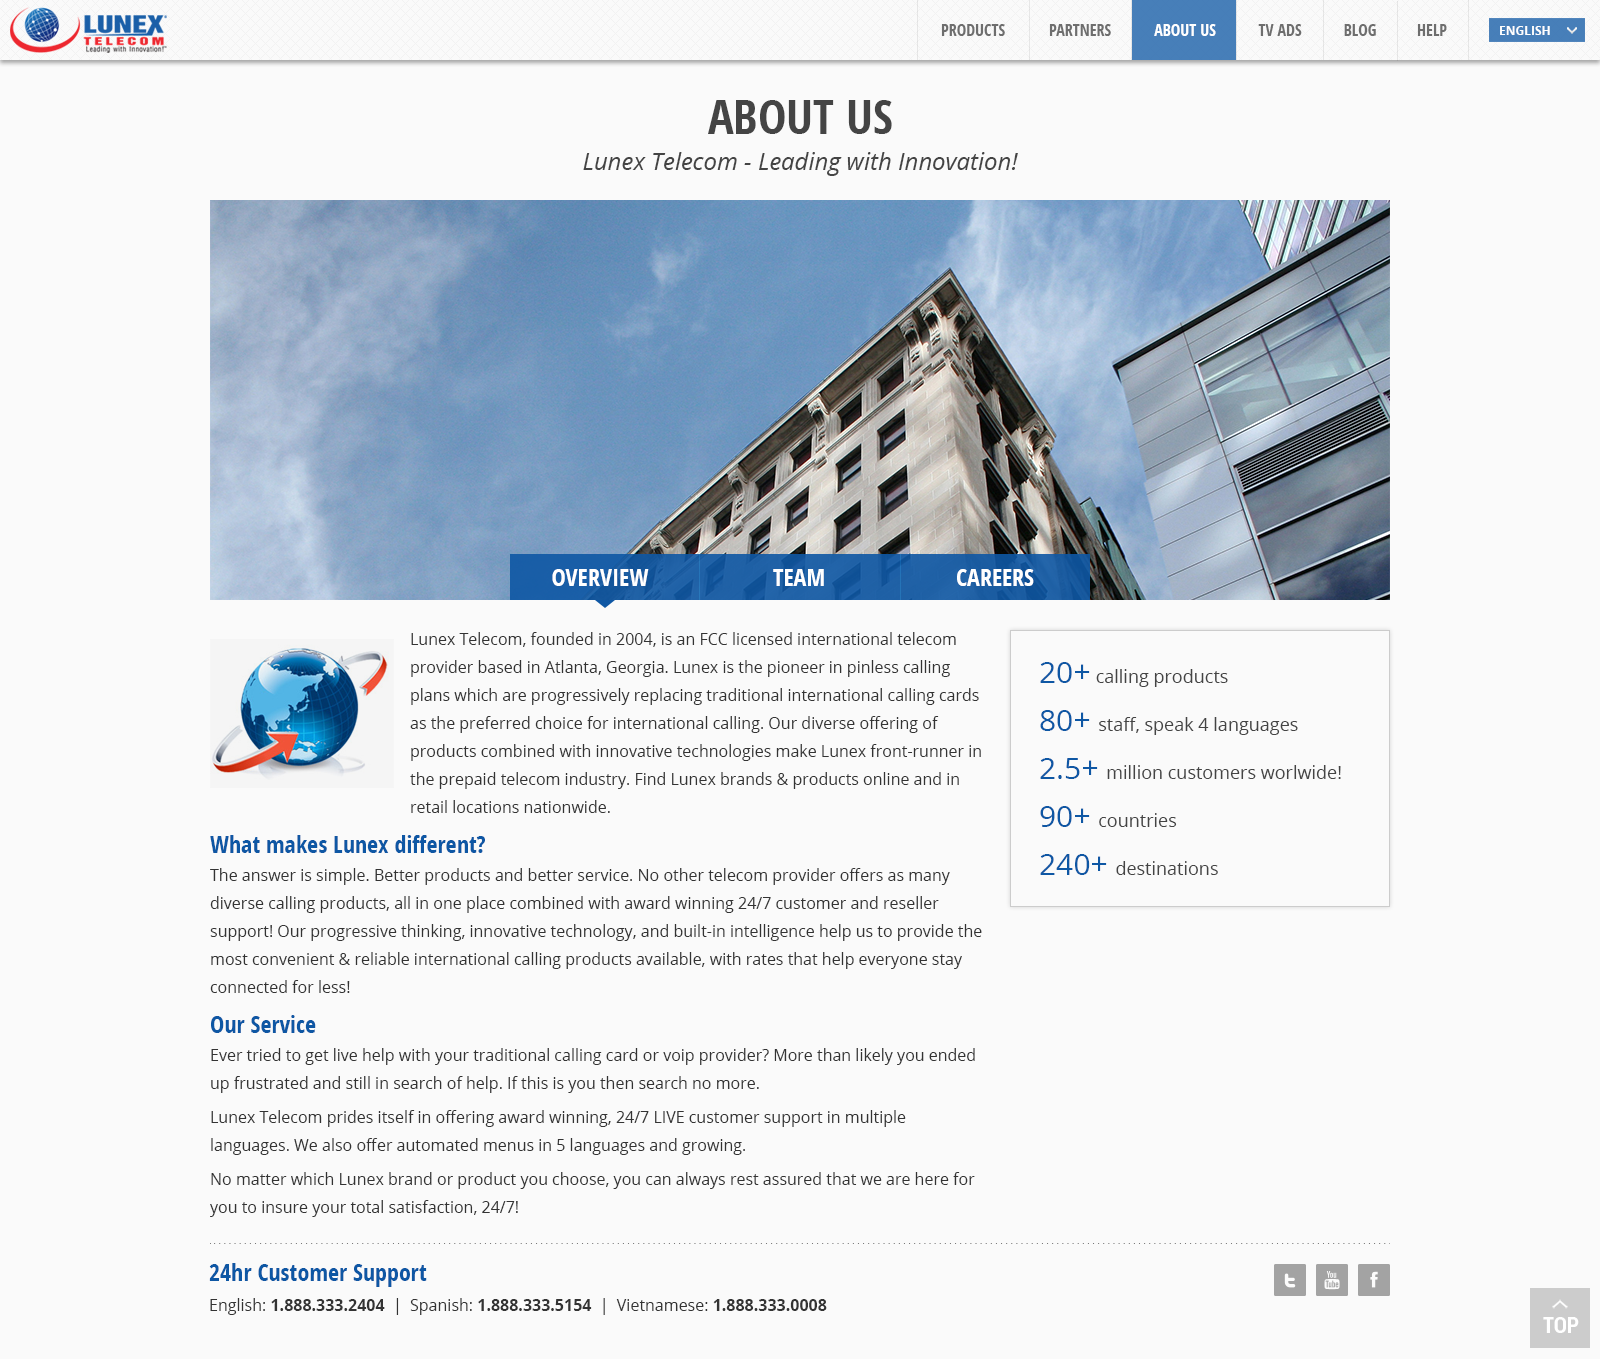 LUNEX
TELECOM
Leading with Innovation!
PRODUCTS
PARTNERS
ABOUT US
TV ADS
BLOG
HELP
ENGLISH
ABOUT US
Lunex Telecom - Leading with Innovation!
OVERVIEW
TEAM
CAREERS
Lunex Telecom, founded in 2004, is an FCC licensed international telecom
provider based in Atlanta, Georgia. Lunex is the pioneer in pinless calling
plans which are progressively replacing traditional international calling cards
as the preferred choice for international calling. Our diverse offering of
products combined with innovative technologies make Lunex front-runner in
the prepaid telecom industry. Find Lunex brands & products online and in
retail locations nationwide.
20+ calling products
80+ staff, speak 4 languages
2.5+ million customers worlwide!
90+ countries
240+ destinations
What makes Lunex different?
The answer is simple. Better products and better service. No other telecom provider offers as many
diverse calling products, all in one place combined with award winning 24/7 customer and reseller
support! Our progressive thinking, innovative technology, and built-in intelligence help us to provide the
most convenient & reliable international calling products available, with rates that help everyone stay
connected for less!
Our Service
Ever tried to get live help with your traditional calling card or voip provider? More than likely you ended
up frustrated and still in search of help. If this is you then search no more.
Lunex Telecom prides itself in offering award winning, 24/7 LIVE customer support in multiple
languages. We also offer automated menus in 5 languages and growing.
No matter which Lunex brand or product you choose, you can always rest assured that we are here for
you to insure your total satisfaction, 24/7!
24hr Customer Support
English: 1.888.333.2404 | Spanish: 1.888.333.5154 | Vietnamese: 1.888.333.0008
You
Tube
TOP